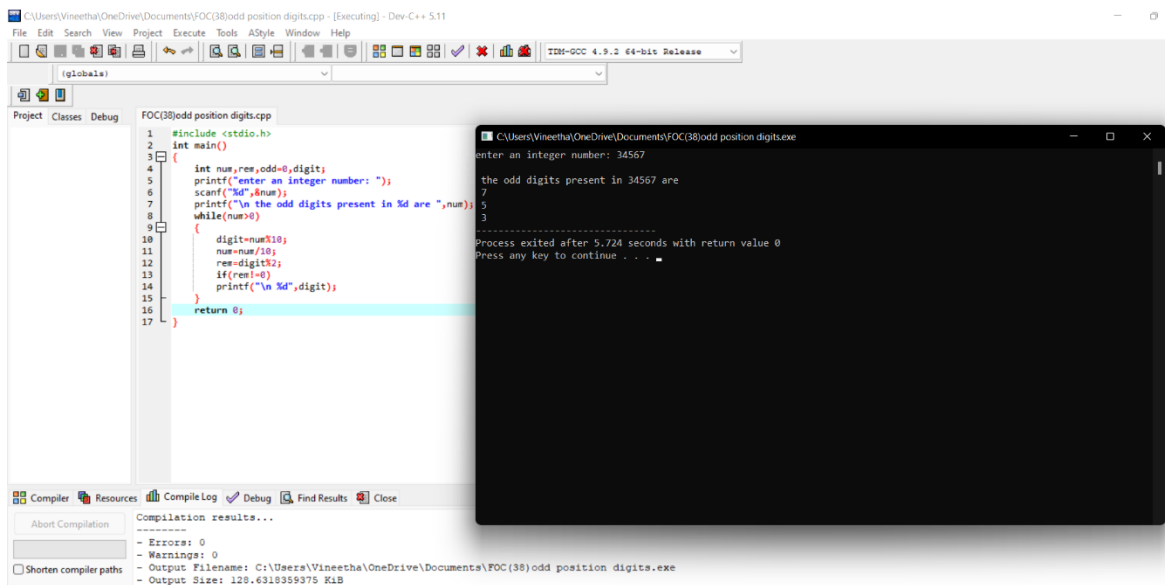 C:\Users\Vineetha\OneDrive\Documents\FOC(38)odd position digits.cpp - [Executing] - Dev-C++ 5.11
File Edit Search View Project Execute Tools AStyle Window Help
TDM-GCC 4.9.2 64-bit Release
(globals)
Project Classes Debug
FOC(38)odd position digits.cpp
1 #include <stdio.h>
2 int main()
3 {
4 int num,rem,odd=0,digit;
5 printf("enter an integer number: ");
6 scanf("%d",&num);
7 printf("\n the odd digits present in %d are ",num);
8 while(num>0)
9 {
10 digit=num%10;
11 num=num/10;
12 rem=digit%2;
13 if(rem!=0)
14 printf("\n %d",digit);
15 }
16 return 0;
17 }
C:\Users\Vineetha\OneDrive\Documents\FOC(38)odd position digits.exe
enter an integer number: 34567
the odd digits present in 34567 are
7
5
3
--------------------------------
Process exited after 5.724 seconds with return value 0
Press any key to continue . . .
Compiler Resources Compile Log Debug Find Results Close
Abort Compilation
Shorten compiler paths
Compilation results...
--------
- Errors: 0
- Warnings: 0
- Output Filename: C:\Users\Vineetha\OneDrive\Documents\FOC(38)odd position digits.exe
- Output Size: 128.6318359375 KiB